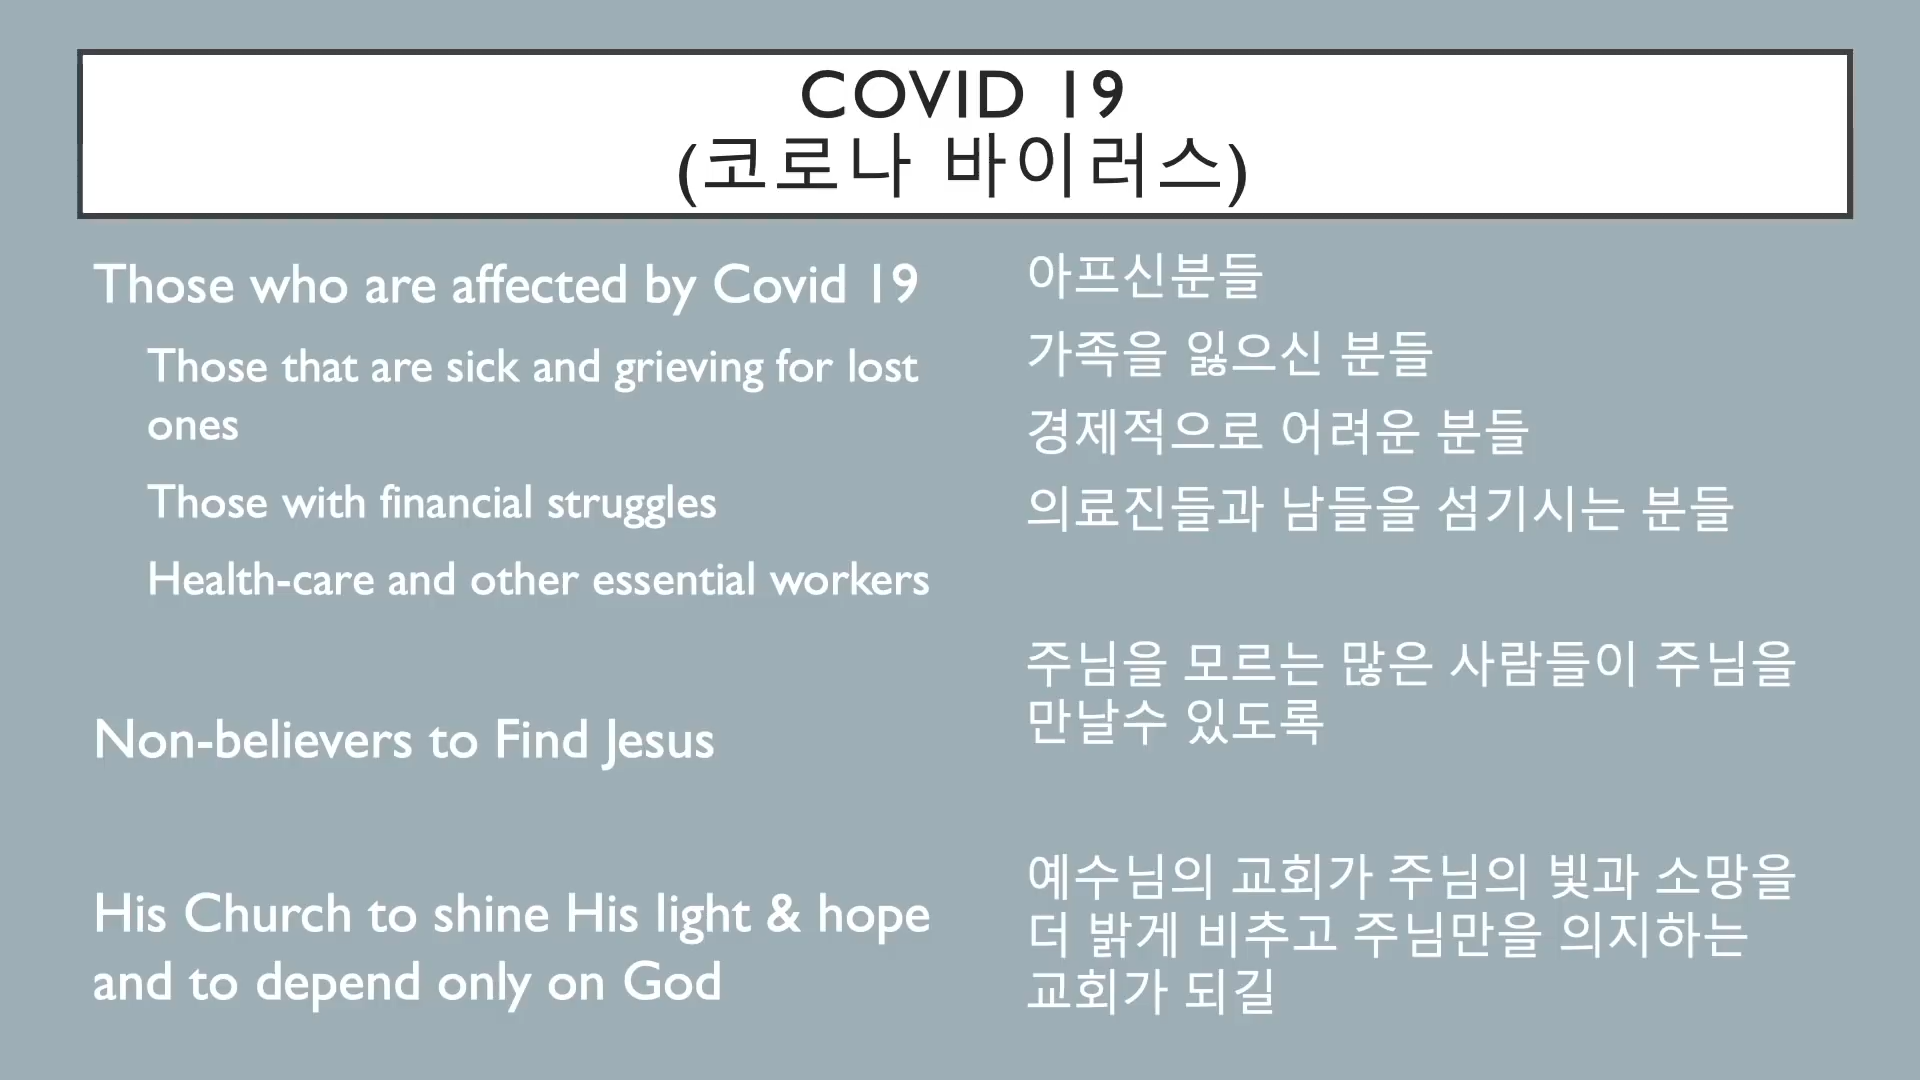 COVID 19
(코로나 바이러스)
Those who are affected by Covid 19
Those that are sick and grieving for lost
ones
Those with financial struggles
Health-care and other essential workers
Non-believers to Find Jesus
His Church to shine His light & hope
and to depend only on God
아프신분들
가족을 잃으신 분들
경제적으로 어려운 분들
의료진들과 남들을 섬기시는 분들
주님을 모르는 많은 사람들이 주님을
만날수 있도록
예수님의 교회가 주님의 빛과 소망을
더 밝게 비추고 주님만을 의지하는
교회가 되길